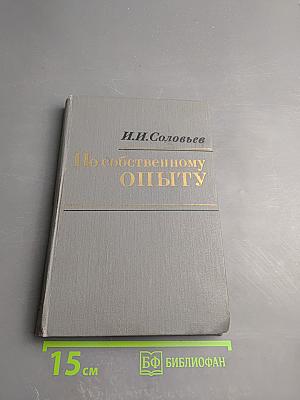 И.И.Соловьев
По собственному
ОПЫТУ
15 см
БФ БИБЛИОФАН